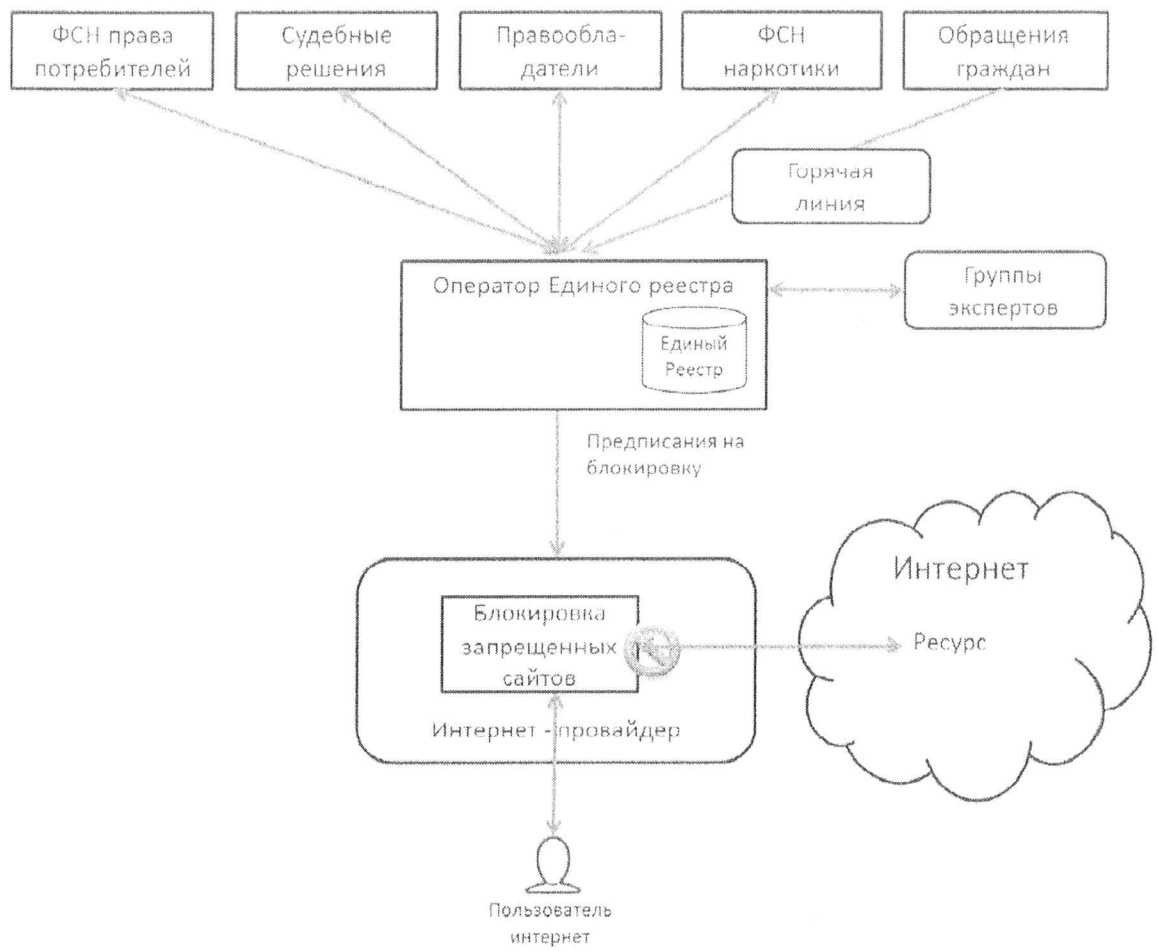 ФСН права
потребителей
Судебные
решения
Правообла-
датели
ФСН
наркотики
Обращения
граждан
Горячая
линия
Оператор Единого реестра
Группы
экспертов
Единый
Реестр
Предписания на
блокировку
Интернет
Блокировка
запрещенных
сайтов
Ресурс
Интернет - провайдер
Пользователь
интернет